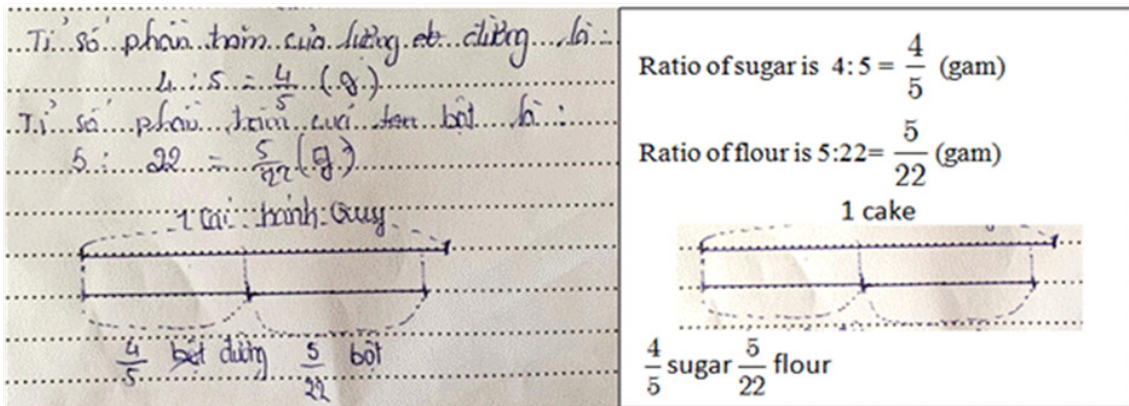 Tỉ số phần trăm của lượng đường là:
4 : 5 = 4/5 (g)
Tỉ số phần trăm của bột là:
5 : 22 = 5/22 (g)
1 cái bánh Quy
4/5 đường 5/22 bột
Ratio of sugar is 4:5 = 4/5 (gam)
Ratio of flour is 5:22= 5/22 (gam)
1 cake
4/5 sugar 5/22 flour